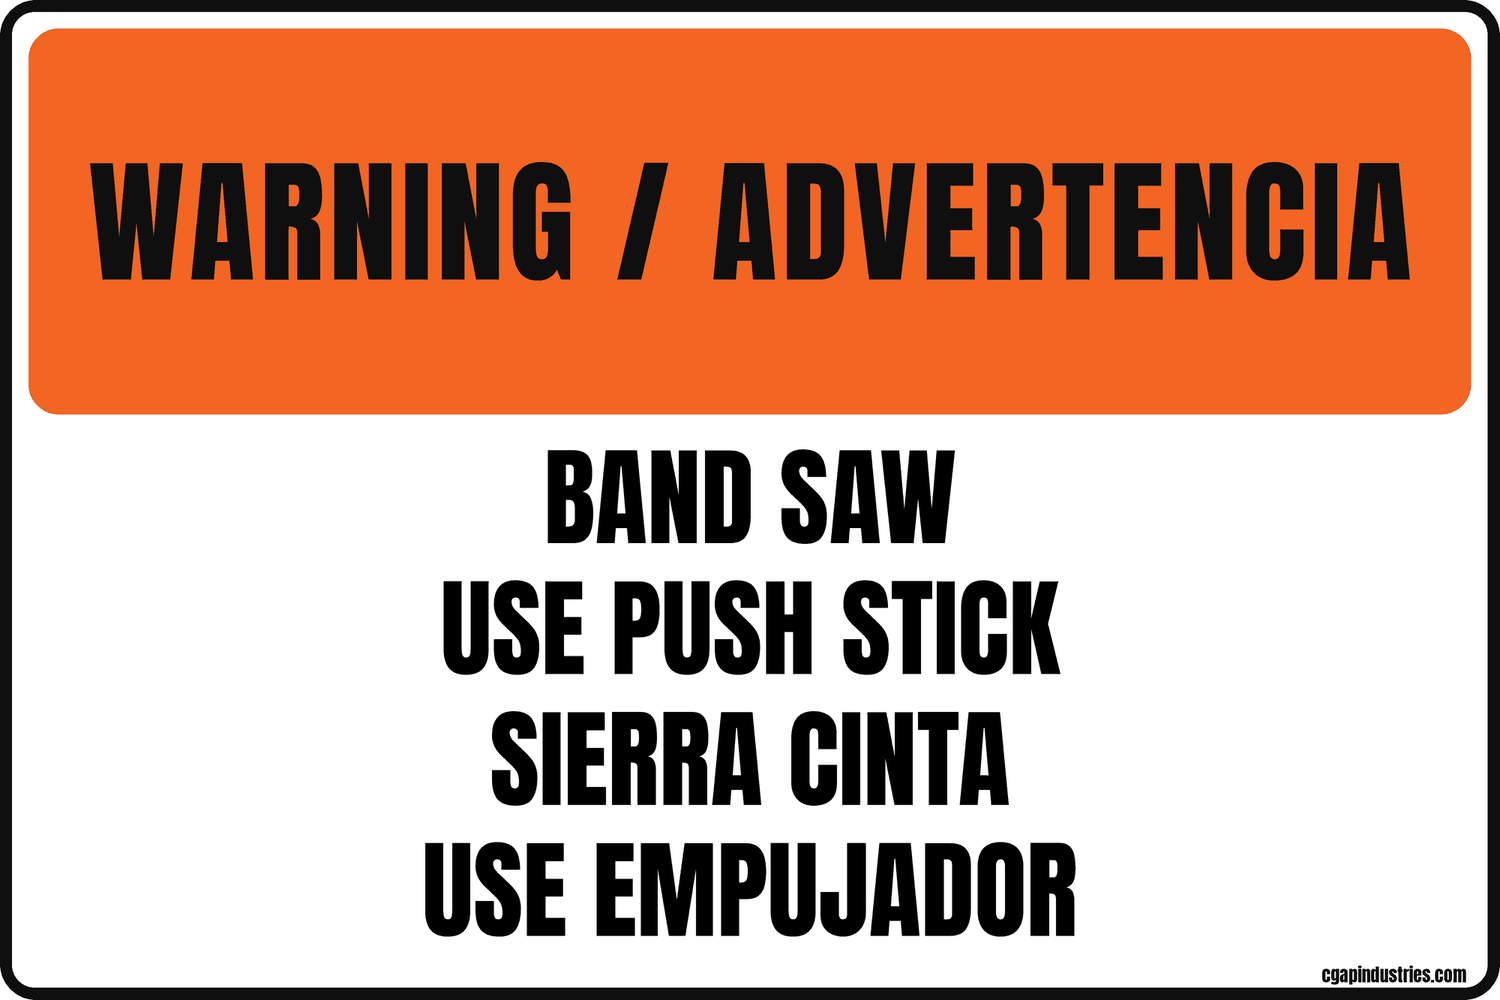 WARNING / ADVERTENCIA
BAND SAW
USE PUSH STICK
SIERRA CINTA
USE EMPUJADOR
cgapindustries.com